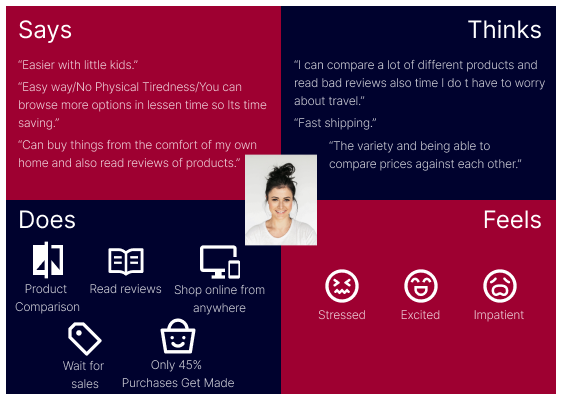 Says
“Easier with little kids.”
“Easy way/No Physical Tiredness/You can
browse more options in lessen time so Its time
saving.”
“Can buy things from the comfort of my own
home and also read reviews of products.”
Thinks
“I can compare a lot of different products and
read bad reviews also time I do t have to worry
about travel.”
“Fast shipping.”
“The variety and being able to
compare prices against each other.”
Does
Product
Comparison
Read reviews
Shop online from
anywhere
Wait for
sales
Only 45%
Purchases Get Made
Feels
Stressed
Excited
Impatient